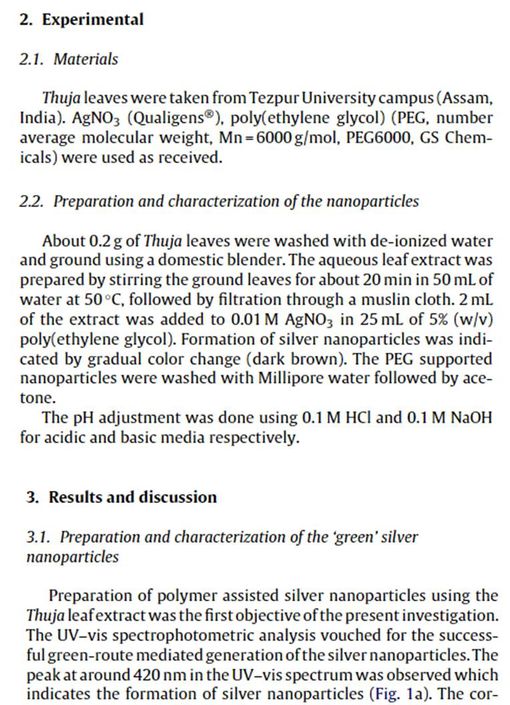 2. Experimental
2.1. Materials
Thuja leaves were taken from Tezpur University campus (Assam,
India). AgNO3 (Qualigens®), poly(ethylene glycol) (PEG, number
average molecular weight, Mn = 6000 g/mol, PEG6000, GS Chem-
icals) were used as received.
2.2. Preparation and characterization of the nanoparticles
About 0.2 g of Thuja leaves were washed with de-ionized water
and ground using a domestic blender. The aqueous leaf extract was
prepared by stirring the ground leaves for about 20 min in 50 mL of
water at 50 °C, followed by filtration through a muslin cloth. 2 mL
of the extract was added to 0.01 M AgNO3 in 25 mL of 5% (w/v)
poly(ethylene glycol). Formation of silver nanoparticles was indi-
cated by gradual color change (dark brown). The PEG supported
nanoparticles were washed with Millipore water followed by ace-
tone.
The pH adjustment was done using 0.1 M HCl and 0.1 M NaOH
for acidic and basic media respectively.
3. Results and discussion
3.1. Preparation and characterization of the 'green' silver
nanoparticles
Preparation of polymer assisted silver nanoparticles using the
Thuja leaf extract was the first objective of the present investigation.
The UV–vis spectrophotometric analysis vouched for the success-
ful green-route mediated generation of the silver nanoparticles. The
peak at around 420 nm in the UV–vis spectrum was observed which
indicates the formation of silver nanoparticles (Fig. 1a). The cor-